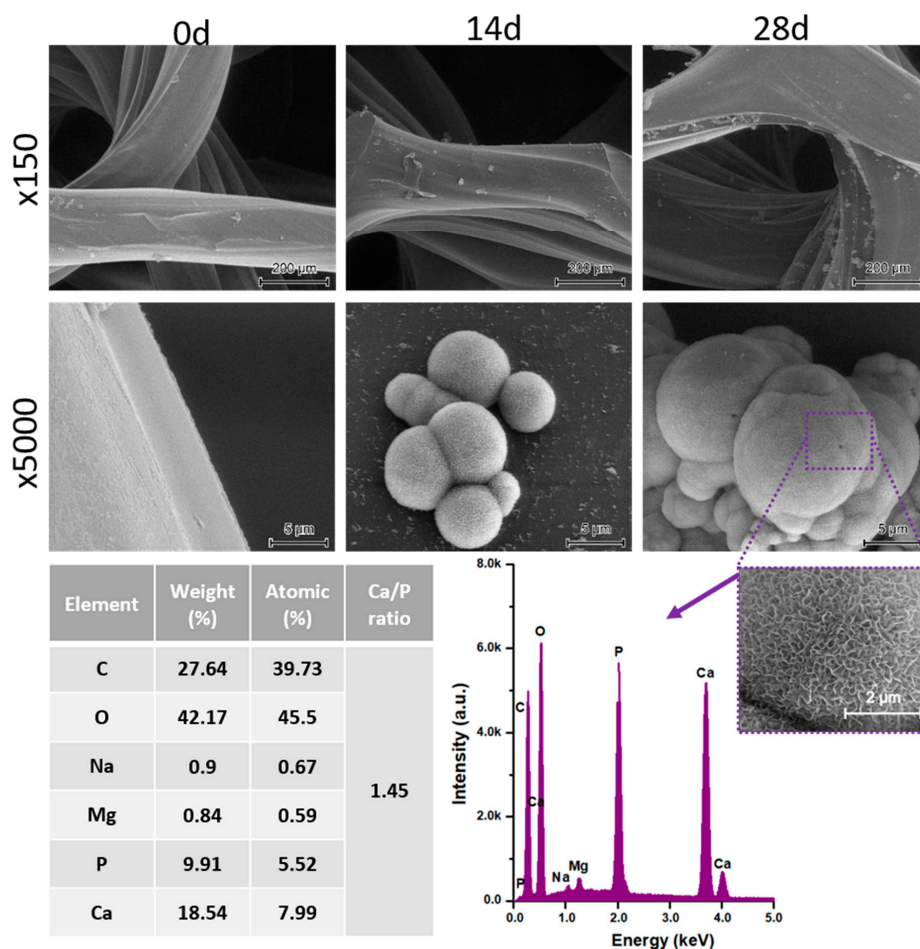 0d 14d 28d
x150
200 µm 200 µm 200 µm
x5000
5 µm 5 µm 5 µm
Element Weight (%) Atomic (%) Ca/P ratio
C 27.64 39.73
O 42.17 45.5
Na 0.9 0.67
1.45
Mg 0.84 0.59
P 9.91 5.52
Ca 18.54 7.99
8.0k
6.0k
4.0k
2.0k
0.0
Intensity (a.u.)
O
P
C
Ca
Ca
P
Na
Mg
Ca
0.0 1.0 2.0 3.0 4.0 5.0
Energy (keV)
2 µm